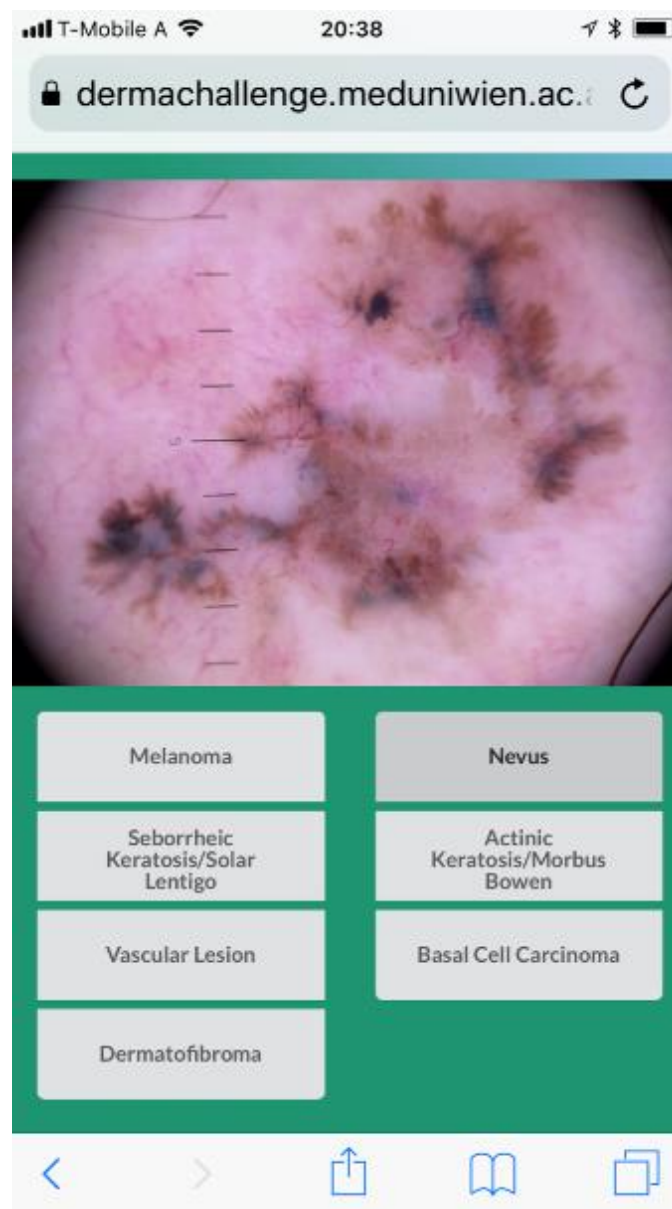 T-Mobile A 20:38
dermachallenge.meduniwien.ac.
5
Melanoma
Nevus
Seborrheic
Keratosis/Solar
Lentigo
Actinic
Keratosis/Morbus
Bowen
Vascular Lesion
Basal Cell Carcinoma
Dermatofibroma